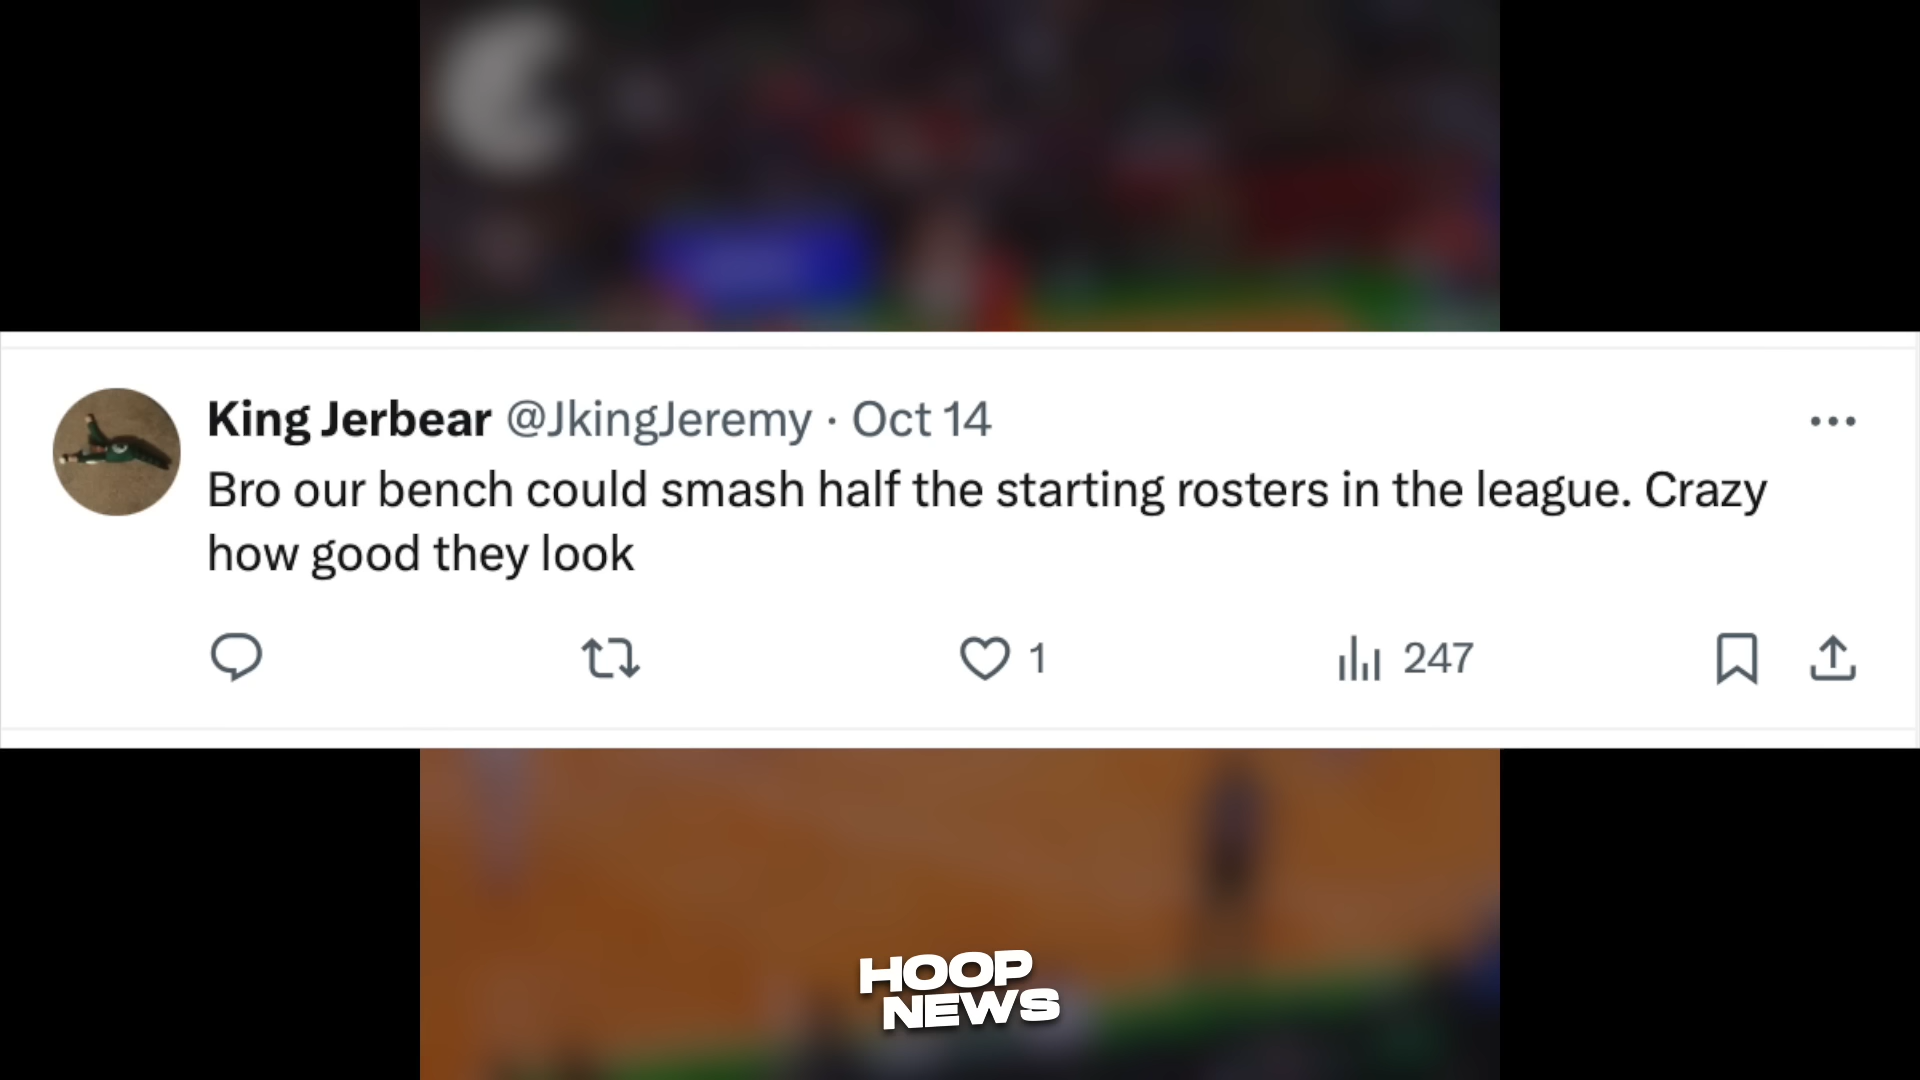 King Jerbear @JkingJeremy · Oct 14
Bro our bench could smash half the starting rosters in the league. Crazy
how good they look
1
247
HOOP
NEWS